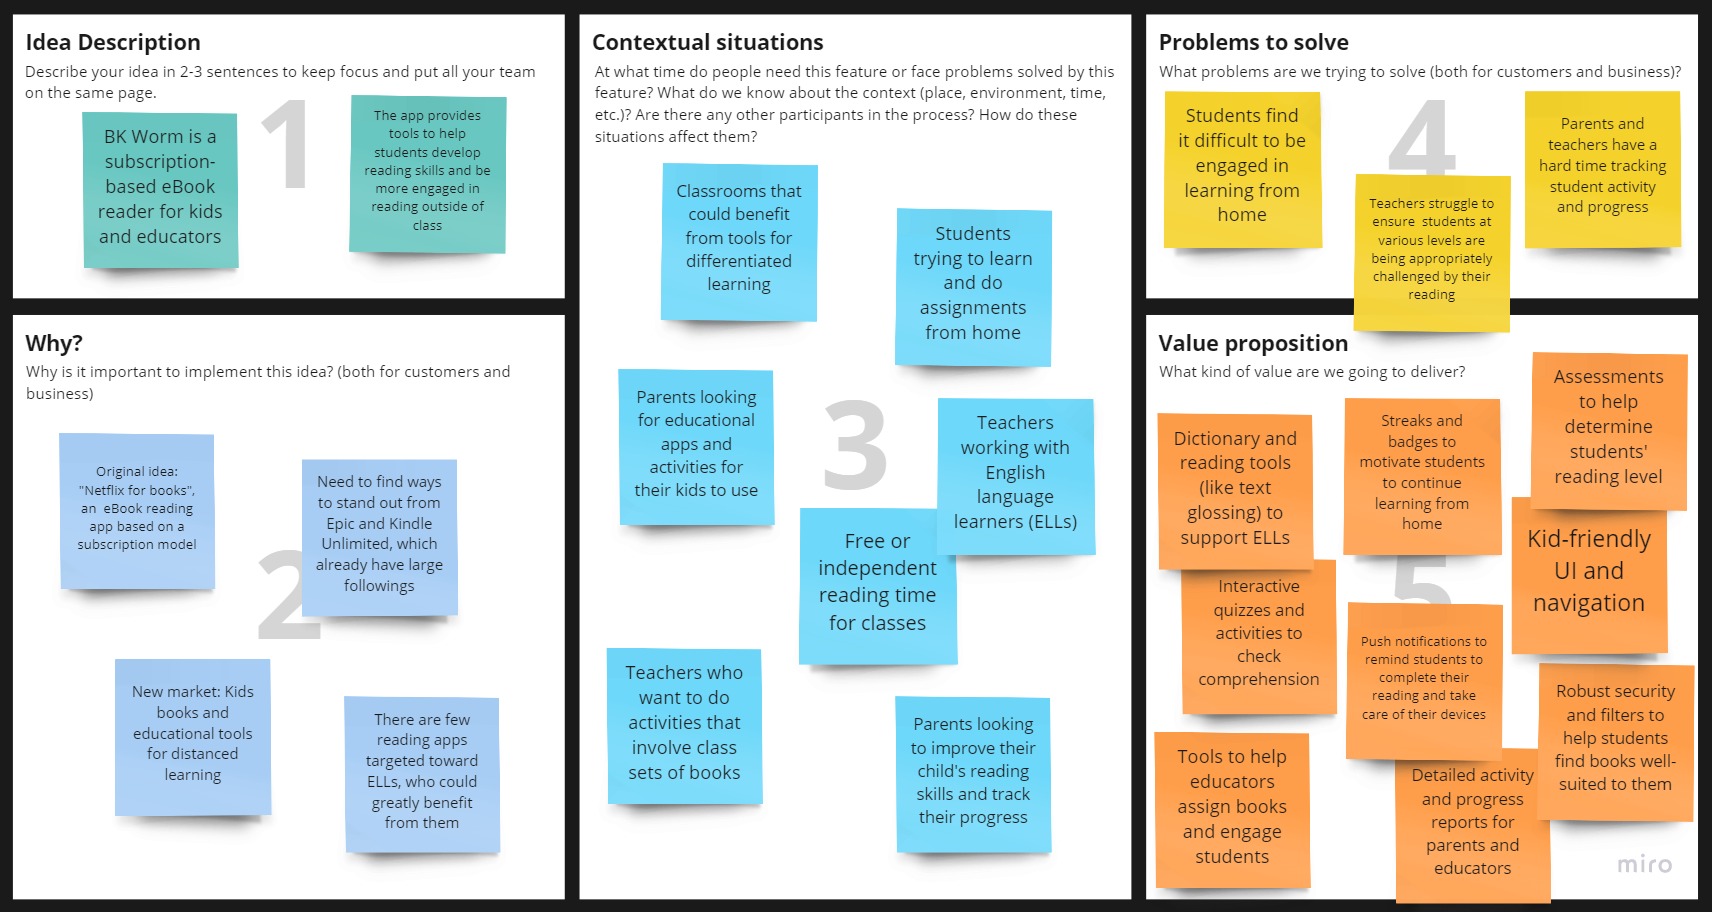 Idea Description
Describe your idea in 2-3 sentences to keep focus and put all your team
on the same page.
1
BK Worm is a
subscription-
based eBook
reader for kids
and educators
The app provides
tools to help
students develop
reading skills and be
more engaged in
reading outside of
class
Why?
Why is it important to implement this idea? (both for customers and
business)
2
Original idea:
"Netflix for books",
an eBook reading
app based on a
subscription model
Need to find ways
to stand out from
Epic and Kindle
Unlimited, which
already have large
followings
New market: Kids
books and
educational tools
for distanced
learning
There are few
reading apps
targeted toward
ELLs, who could
greatly benefit
from them
Contextual situations
At what time do people need this feature or face problems solved by this
feature? What do we know about the context (place, environment, time,
etc.)? Are there any other participants in the process? How do these
situations affect them?
3
Classrooms that
could benefit
from tools for
differentiated
learning
Students
trying to learn
and do
assignments
from home
Parents looking
for educational
apps and
activities for
their kids to use
Teachers
working with
English
language
learners (ELLs)
Free or
independent
reading time
for classes
Teachers who
want to do
activities that
involve class
sets of books
Parents looking
to improve their
child's reading
skills and track
their progress
Problems to solve
What problems are we trying to solve (both for customers and business)?
4
Students find
it difficult to be
engaged in
learning from
home
Teachers struggle to
ensure students at
various levels are
being appropriately
challenged by their
reading
Parents and
teachers have a
hard time tracking
student activity
and progress
Value proposition
What kind of value are we going to deliver?
5
Dictionary and
reading tools
(like text
glossing) to
support ELLs
Streaks and
badges to
motivate students
to continue
learning from
home
Assessments
to help
determine
students'
reading level
Kid-friendly
UI and
navigation
Interactive
quizzes and
activities to
check
comprehension
Push notifications to
remind students to
complete their
reading and take
care of their devices
Robust security
and filters to
help students
find books well-
suited to them
Tools to help
educators
assign books
and engage
students
Detailed activity
and progress
reports for
parents and
educators
miro